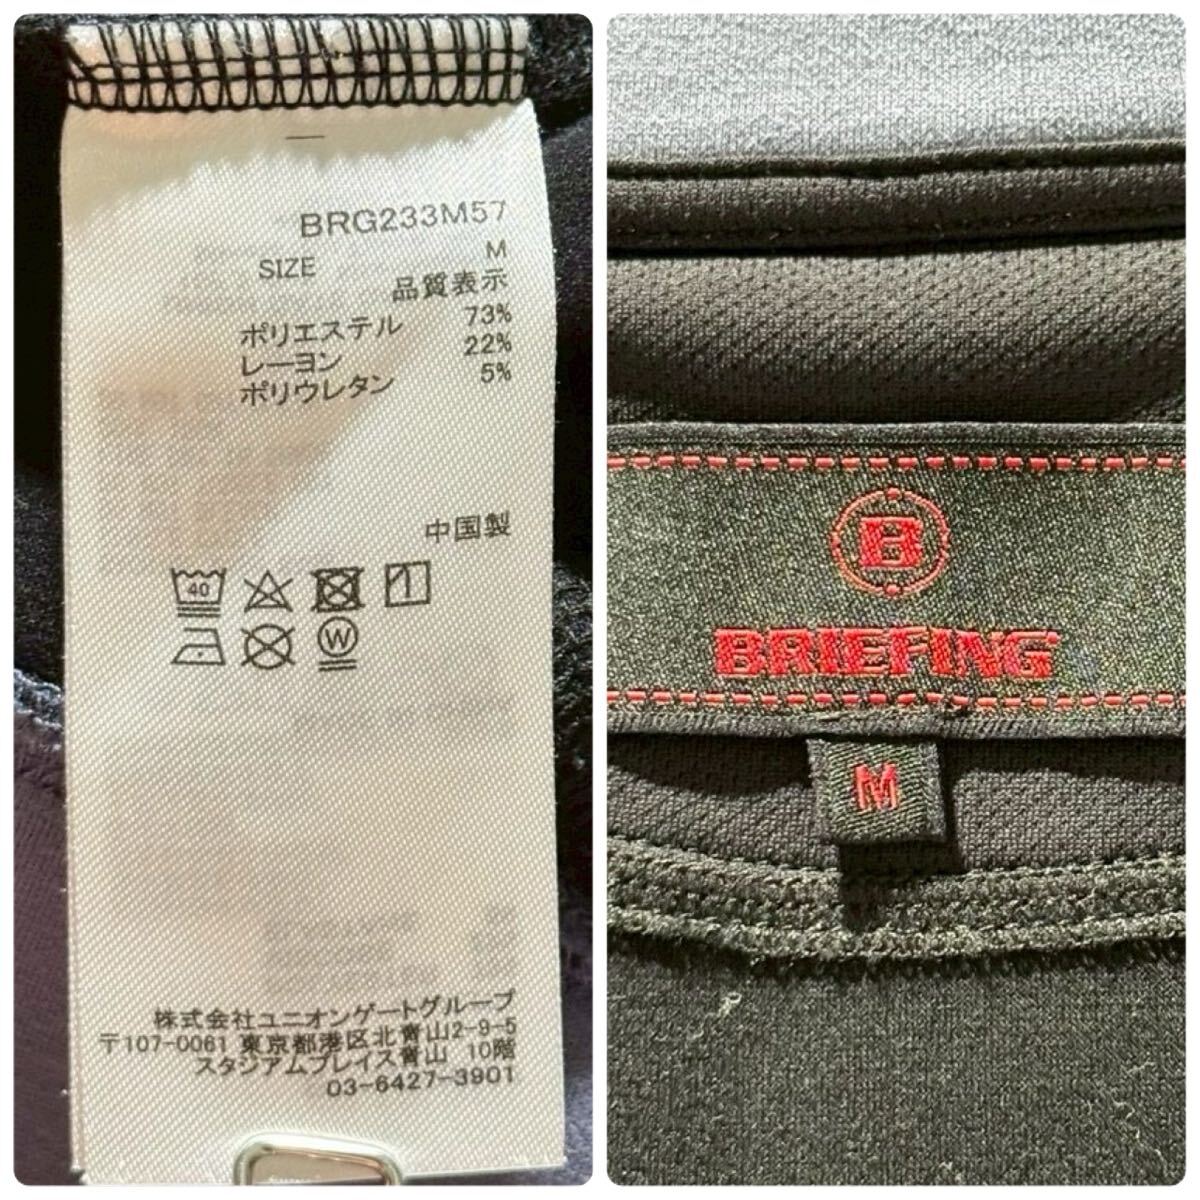 BRG233M57
SIZE M
品質表示
ポリエステル 73%
レーヨン 22%
ポリウレタン 5%
中国製
40
W
株式会社ユニオンゲートグループ
〒107-0061 東京都港区北青山2-9-5
スタジアムプレイス青山 10階
03-6427-3901
B
BRIEFING
M